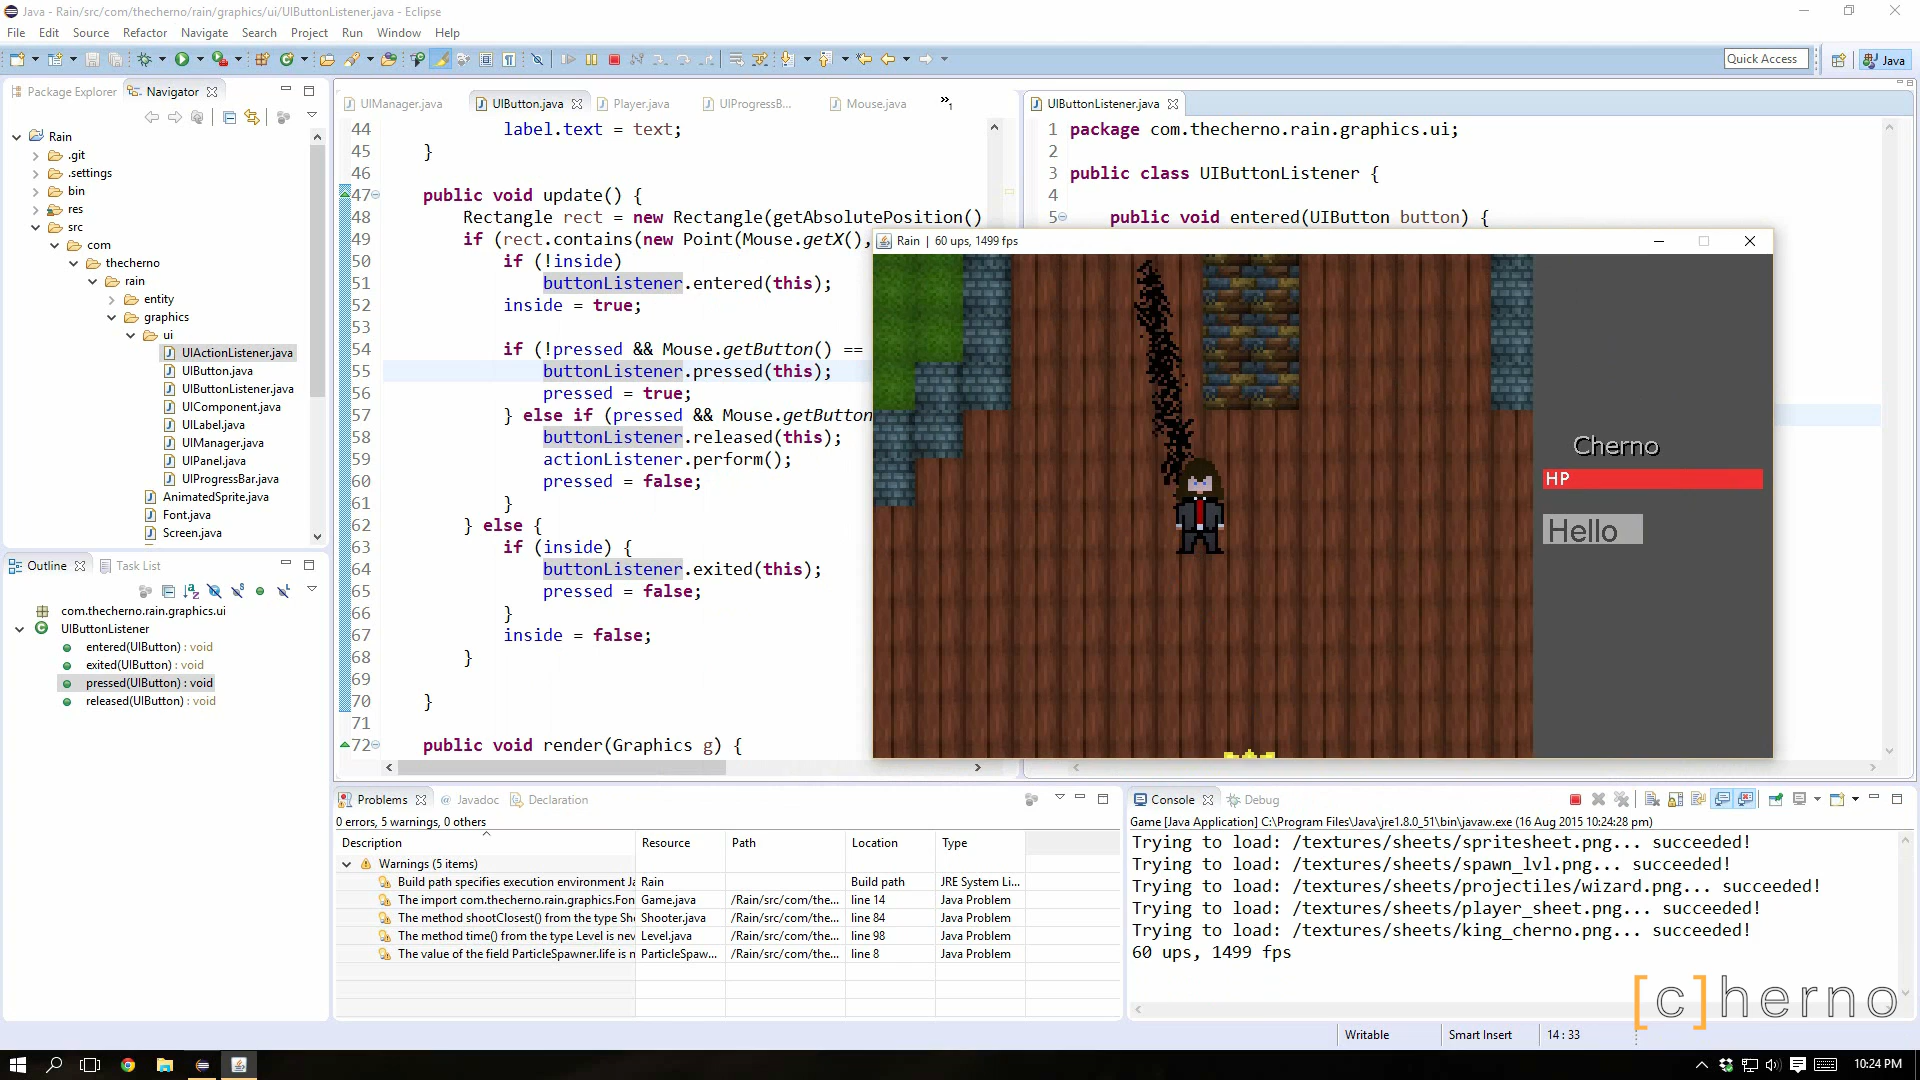 Java - Rain/src/com/thecherno/rain/graphics/ui/UIButtonListener.java - Eclipse
File Edit Source Refactor Navigate Search Project Run Window Help
Quick Access
Java
Package Explorer
Navigator
Rain
.git
.settings
bin
res
src
com
thecherno
rain
entity
graphics
ui
UIActionListener.java
UIButton.java
UIButtonListener.java
UIComponent.java
UILabel.java
UIManager.java
UIPanel.java
UIProgressBar.java
AnimatedSprite.java
Font.java
Screen.java
Outline
Task List
com.thecherno.rain.graphics.ui
UIButtonListener
entered(UIButton) : void
exited(UIButton) : void
pressed(UIButton) : void
released(UIButton) : void
UIManager.java
UIButton.java
Player.java
UIProgressB...
Mouse.java
»1
44 label.text = text;
45 }
46
47 public void update() {
48 Rectangle rect = new Rectangle(getAbsolutePosition()
49 if (rect.contains(new Point(Mouse.getX(),
50 if (!inside)
51 buttonListener.entered(this);
52 inside = true;
53
54 if (!pressed && Mouse.getButton() ==
55 buttonListener.pressed(this);
56 pressed = true;
57 } else if (pressed && Mouse.getButton
58 buttonListener.released(this);
59 actionListener.perform();
60 pressed = false;
61 }
62 } else {
63 if (inside) {
64 buttonListener.exited(this);
65 pressed = false;
66 }
67 inside = false;
68 }
69
70 }
71
72 public void render(Graphics g) {
UIButtonListener.java
1 package com.thecherno.rain.graphics.ui;
2
3 public class UIButtonListener {
4
5 public void entered(UIButton button) {
Rain | 60 ups, 1499 fps
Cherno
HP
Hello
Problems
Javadoc
Declaration
0 errors, 5 warnings, 0 others
Description Resource Path Location Type
Warnings (5 items)
Build path specifies execution environment Ja Rain Build path JRE System Li...
The import com.thecherno.rain.graphics.Fon Game.java /Rain/src/com/the... line 14 Java Problem
The method shootClosest() from the type Sho Shooter.java /Rain/src/com/the... line 84 Java Problem
The method time() from the type Level is nev Level.java /Rain/src/com/the... line 98 Java Problem
The value of the field ParticleSpawner.life is n ParticleSpaw... /Rain/src/com/the... line 8 Java Problem
Console
Debug
Game [Java Application] C:\Program Files\Java\jre1.8.0_51\bin\javaw.exe (16 Aug 2015 10:24:28 pm)
Trying to load: /textures/sheets/spritesheet.png... succeeded!
Trying to load: /textures/sheets/spawn_lvl.png... succeeded!
Trying to load: /textures/sheets/projectiles/wizard.png... succeeded!
Trying to load: /textures/sheets/player_sheet.png... succeeded!
Trying to load: /textures/sheets/king_cherno.png... succeeded!
60 ups, 1499 fps
[c]herno
Writable
Smart Insert
14 : 33
10:24 PM